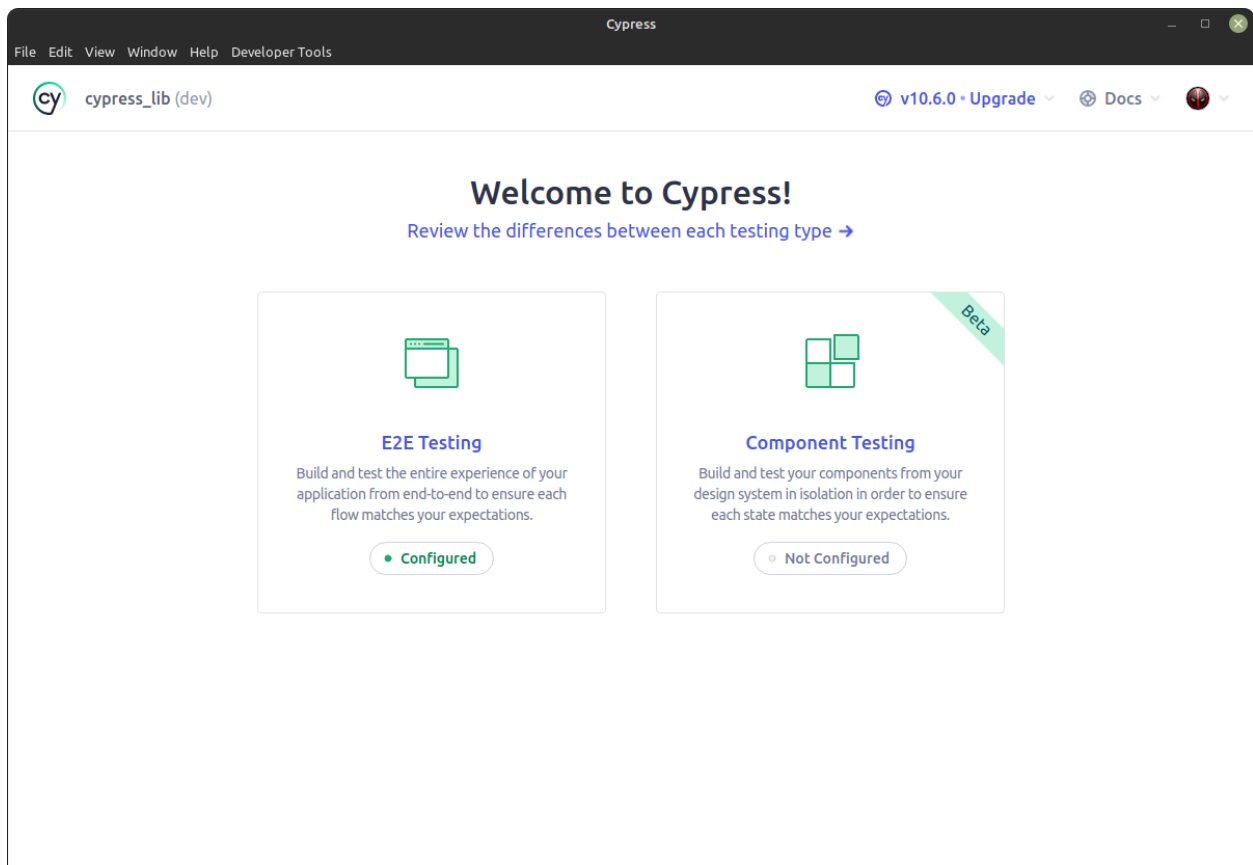 Cypress
File Edit View Window Help Developer Tools
cy cypress_lib (dev)
cy v10.6.0 • Upgrade Docs
Welcome to Cypress!
Review the differences between each testing type →
Beta
E2E Testing
Build and test the entire experience of your
application from end-to-end to ensure each
flow matches your expectations.
Configured
Component Testing
Build and test your components from your
design system in isolation in order to ensure
each state matches your expectations.
Not Configured